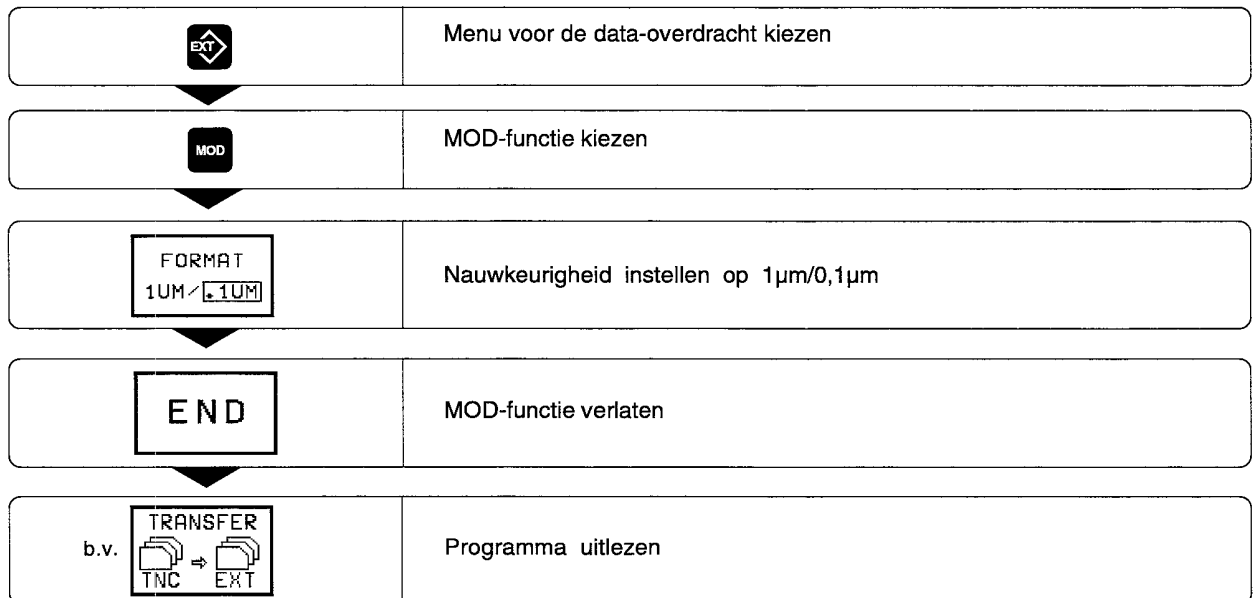 EXT
Menu voor de data-overdracht kiezen
MOD
MOD-functie kiezen
FORMAT
1UM/.1UM
Nauwkeurigheid instellen op 1µm/0,1µm
END
MOD-functie verlaten
b.v.
TRANSFER
TNC ⇒ EXT
Programma uitlezen